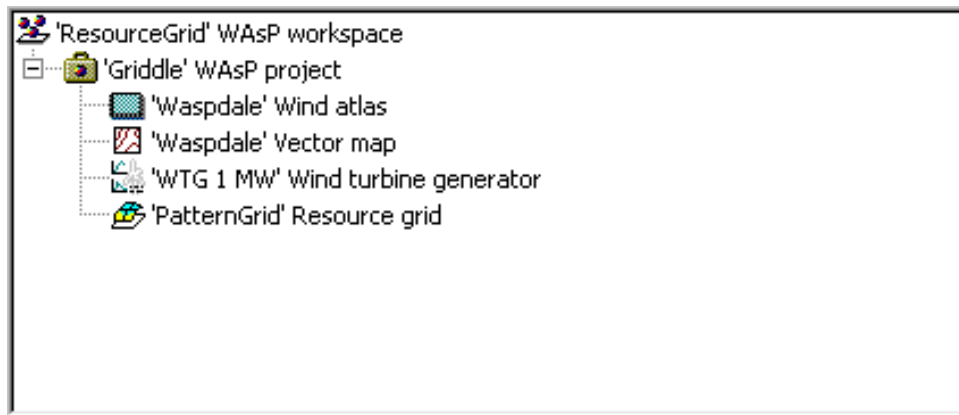 'ResourceGrid' WAsP workspace
'Griddle' WAsP project
'Waspdale' Wind atlas
'Waspdale' Vector map
'WTG 1 MW' Wind turbine generator
'PatternGrid' Resource grid